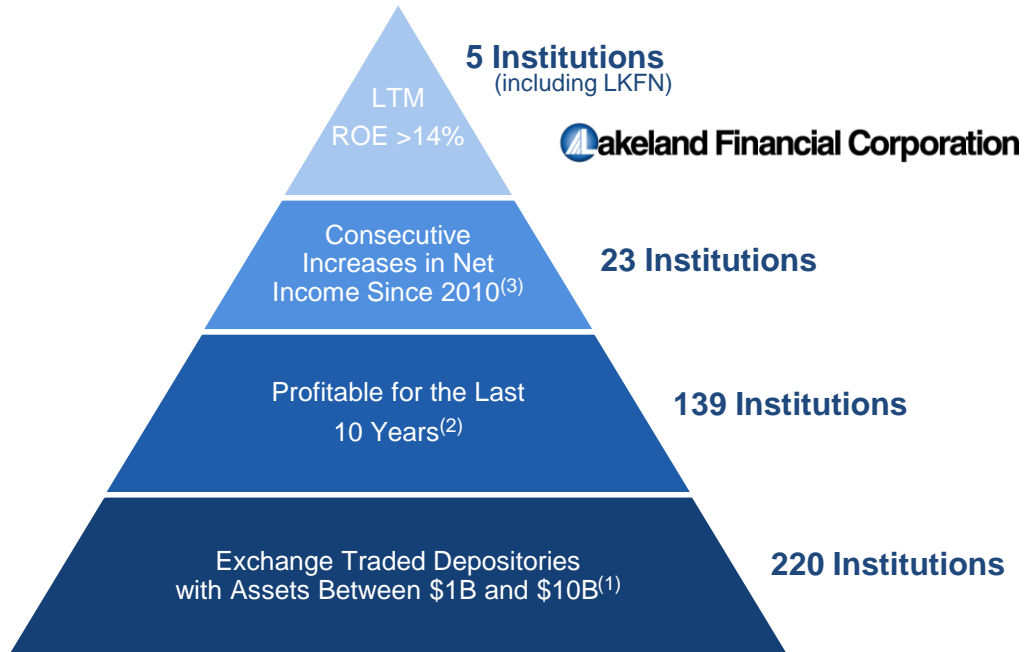 5 Institutions
(including LKFN)
LTM
ROE >14%
Lakeland Financial Corporation
Consecutive
Increases in Net
Income Since 2010(3)
23 Institutions
Profitable for the Last
10 Years(2)
139 Institutions
Exchange Traded Depositories
with Assets Between $1B and $10B(1)
220 Institutions